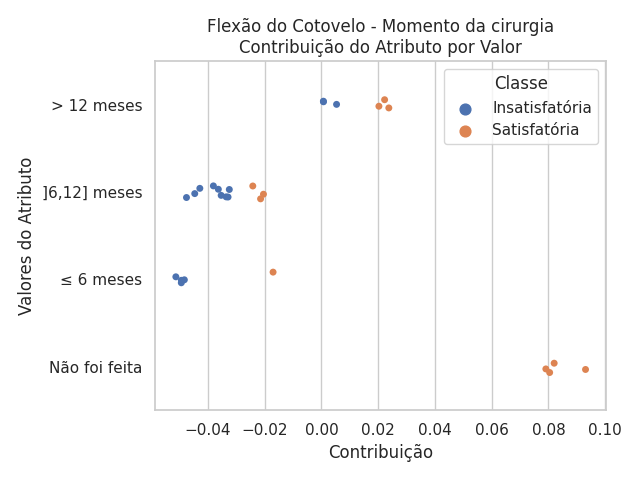 Flexão do Cotovelo - Momento da cirurgia
Contribuição do Atributo por Valor
Classe
Insatisfatória
Satisfatória
Valores do Atributo
> 12 meses
]6,12] meses
≤ 6 meses
Não foi feita
−0.04 −0.02 0.00 0.02 0.04 0.06 0.08 0.10
Contribuição